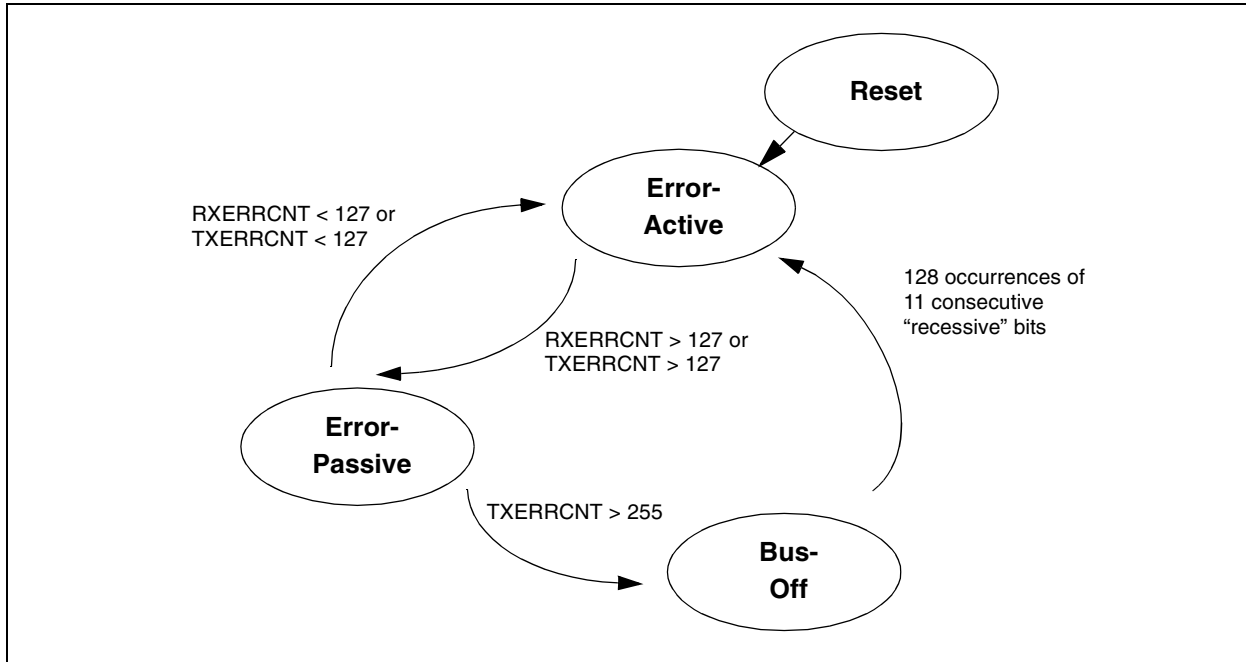 Reset
Error-
Active
RXERRCNT < 127 or
TXERRCNT < 127
128 occurrences of
11 consecutive
“recessive” bits
RXERRCNT > 127 or
TXERRCNT > 127
Error-
Passive
TXERRCNT > 255
Bus-
Off